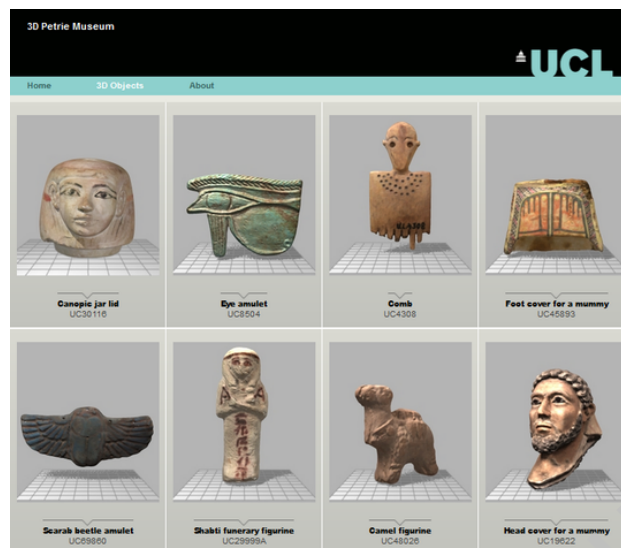 3D Petrie Museum
UCL
Home 3D Objects About
Canopic jar lid
UC30116
Eye amulet
UC8504
Comb
UC4308
Foot cover for a mummy
UC45893
Scarab beetle amulet
UC69860
Shabti funerary figurine
UC29999A
Camel figurine
UC48026
Head cover for a mummy
UC19622